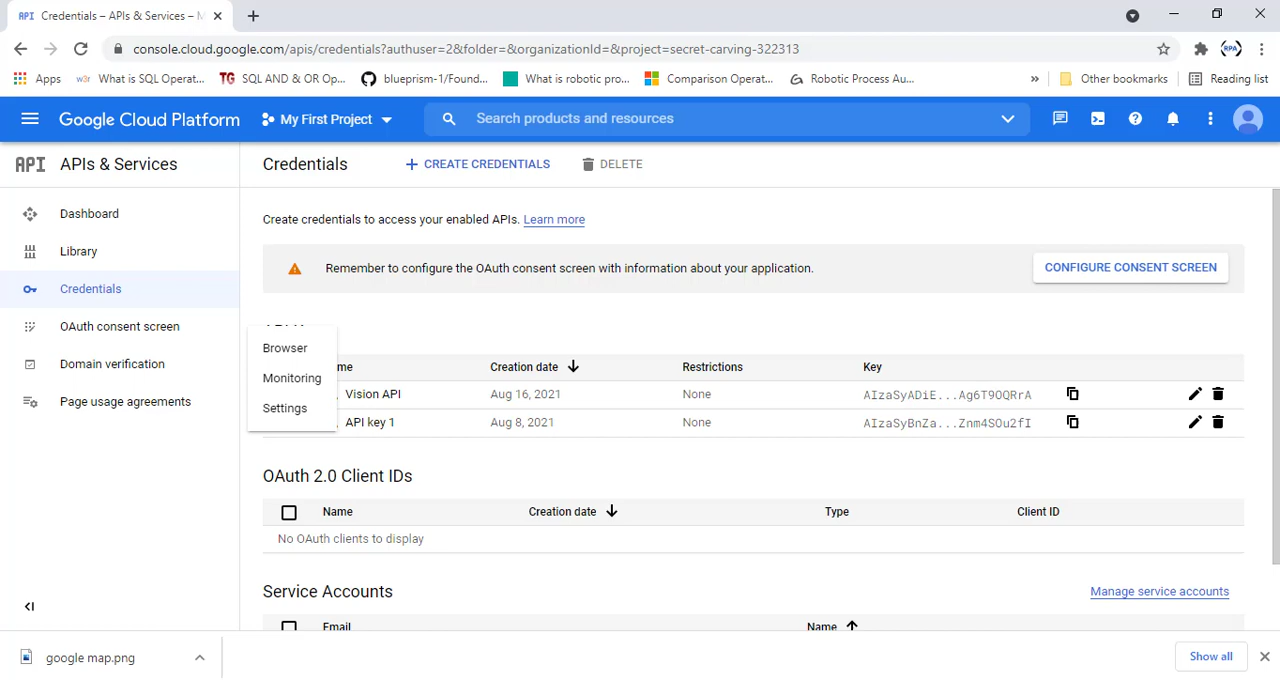 API Credentials – APIs & Services – M
console.cloud.google.com/apis/credentials?authuser=2&folder=&organizationId=&project=secret-carving-322313
Apps w3r What is SQL Operat... TG SQL AND & OR Op... blueprism-1/Found... What is robotic pro... Comparison Operat... Robotic Process Au... » Other bookmarks Reading list
Google Cloud Platform My First Project Search products and resources
API APIs & Services Credentials + CREATE CREDENTIALS DELETE
Dashboard
Library
Credentials
OAuth consent screen
Domain verification
Page usage agreements
Create credentials to access your enabled APIs. Learn more
Remember to configure the OAuth consent screen with information about your application. CONFIGURE CONSENT SCREEN
Browser
Monitoring
Settings
me Creation date Restrictions Key
Vision API Aug 16, 2021 None AIzaSyADiE...Ag6T9OQRrA
API key 1 Aug 8, 2021 None AIzaSyBnZa...Znm4SOu2fI
OAuth 2.0 Client IDs
Name Creation date Type Client ID
No OAuth clients to display
Service Accounts Manage service accounts
Email Name
google map.png Show all